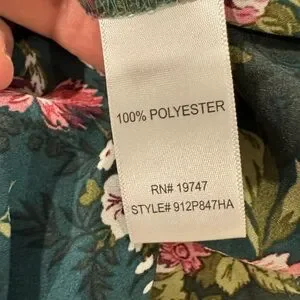 100% POLYESTER
RN# 19747
STYLE# 912P847HA